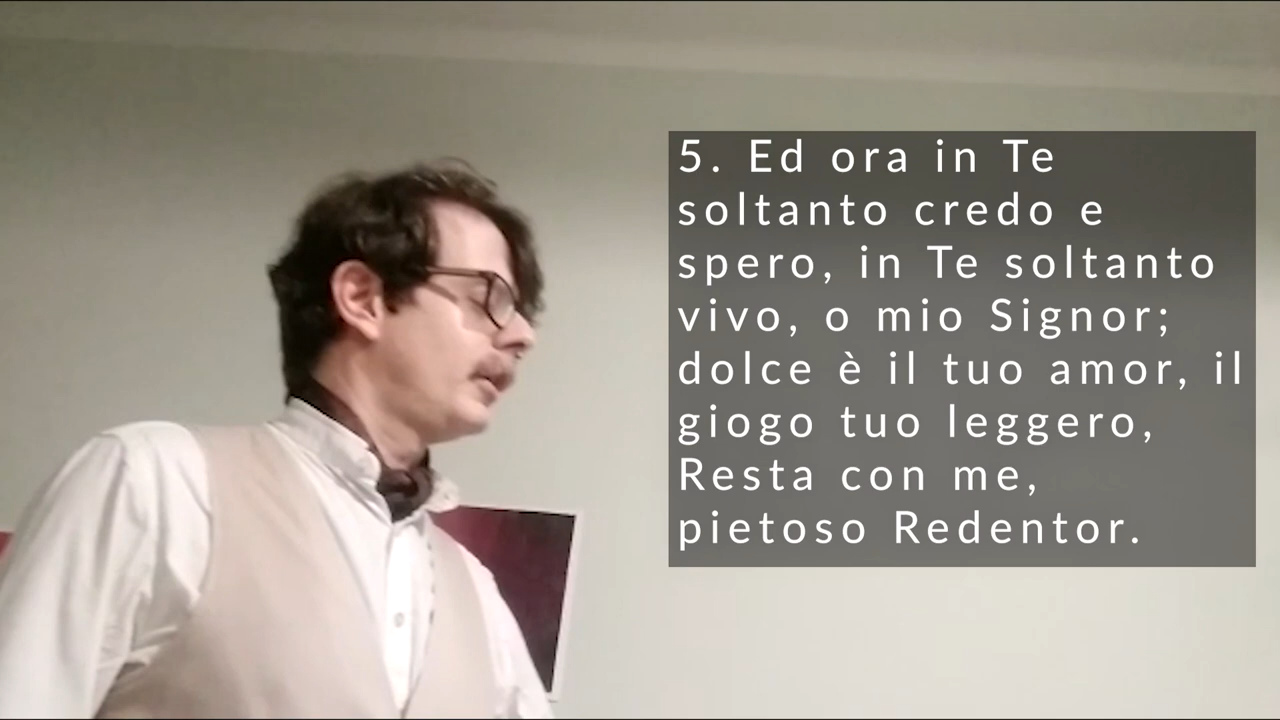 5. Ed ora in Te
soltanto credo e
spero, in Te soltanto
vivo, o mio Signor;
dolce è il tuo amor, il
giogo tuo leggero,
Resta con me,
pietoso Redentor.